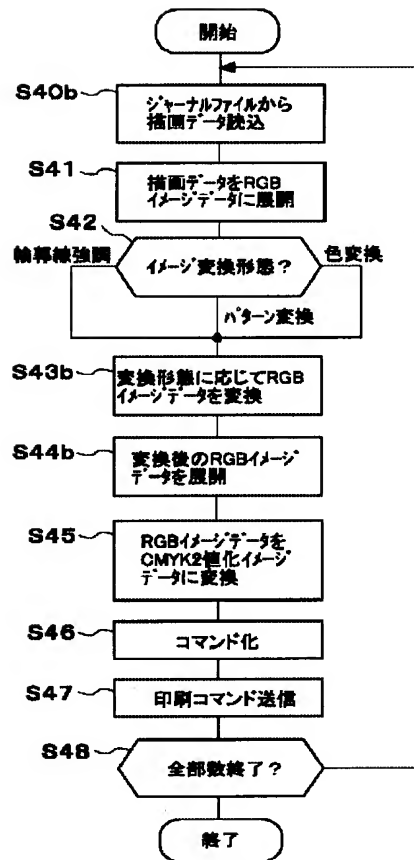 開始
S40b
ジャーナルファイルから
描画データ読込
S41
描画データをRGB
イメージデータに展開
S42
輪郭線強調
イメージ変換形態？
色変換
パターン変換
S43b
変換形態に応じてRGB
イメージデータを変換
S44b
変換後のRGBイメージ
データを展開
S45
RGBイメージデータを
CMYK2値化イメージ
データに変換
S46
コマンド化
S47
印刷コマンド送信
S48
全部数終了？
終了